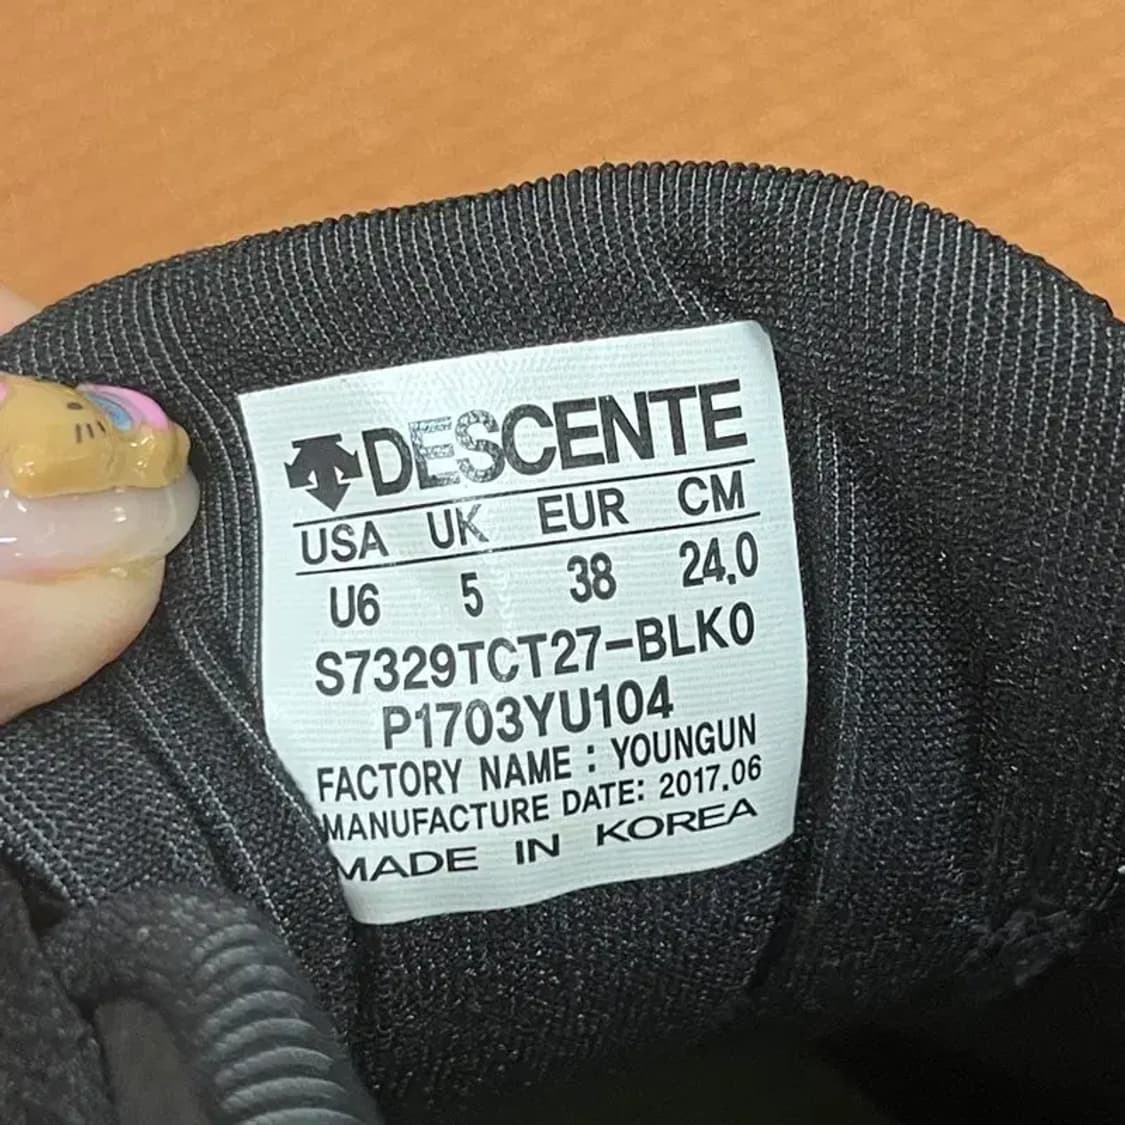 DESCENTE
USA UK EUR CM
U6 5 38 24.0
S7329TCT27-BLK0
P1703YU104
FACTORY NAME : YOUNGUN
MANUFACTURE DATE: 2017.06
MADE IN KOREA